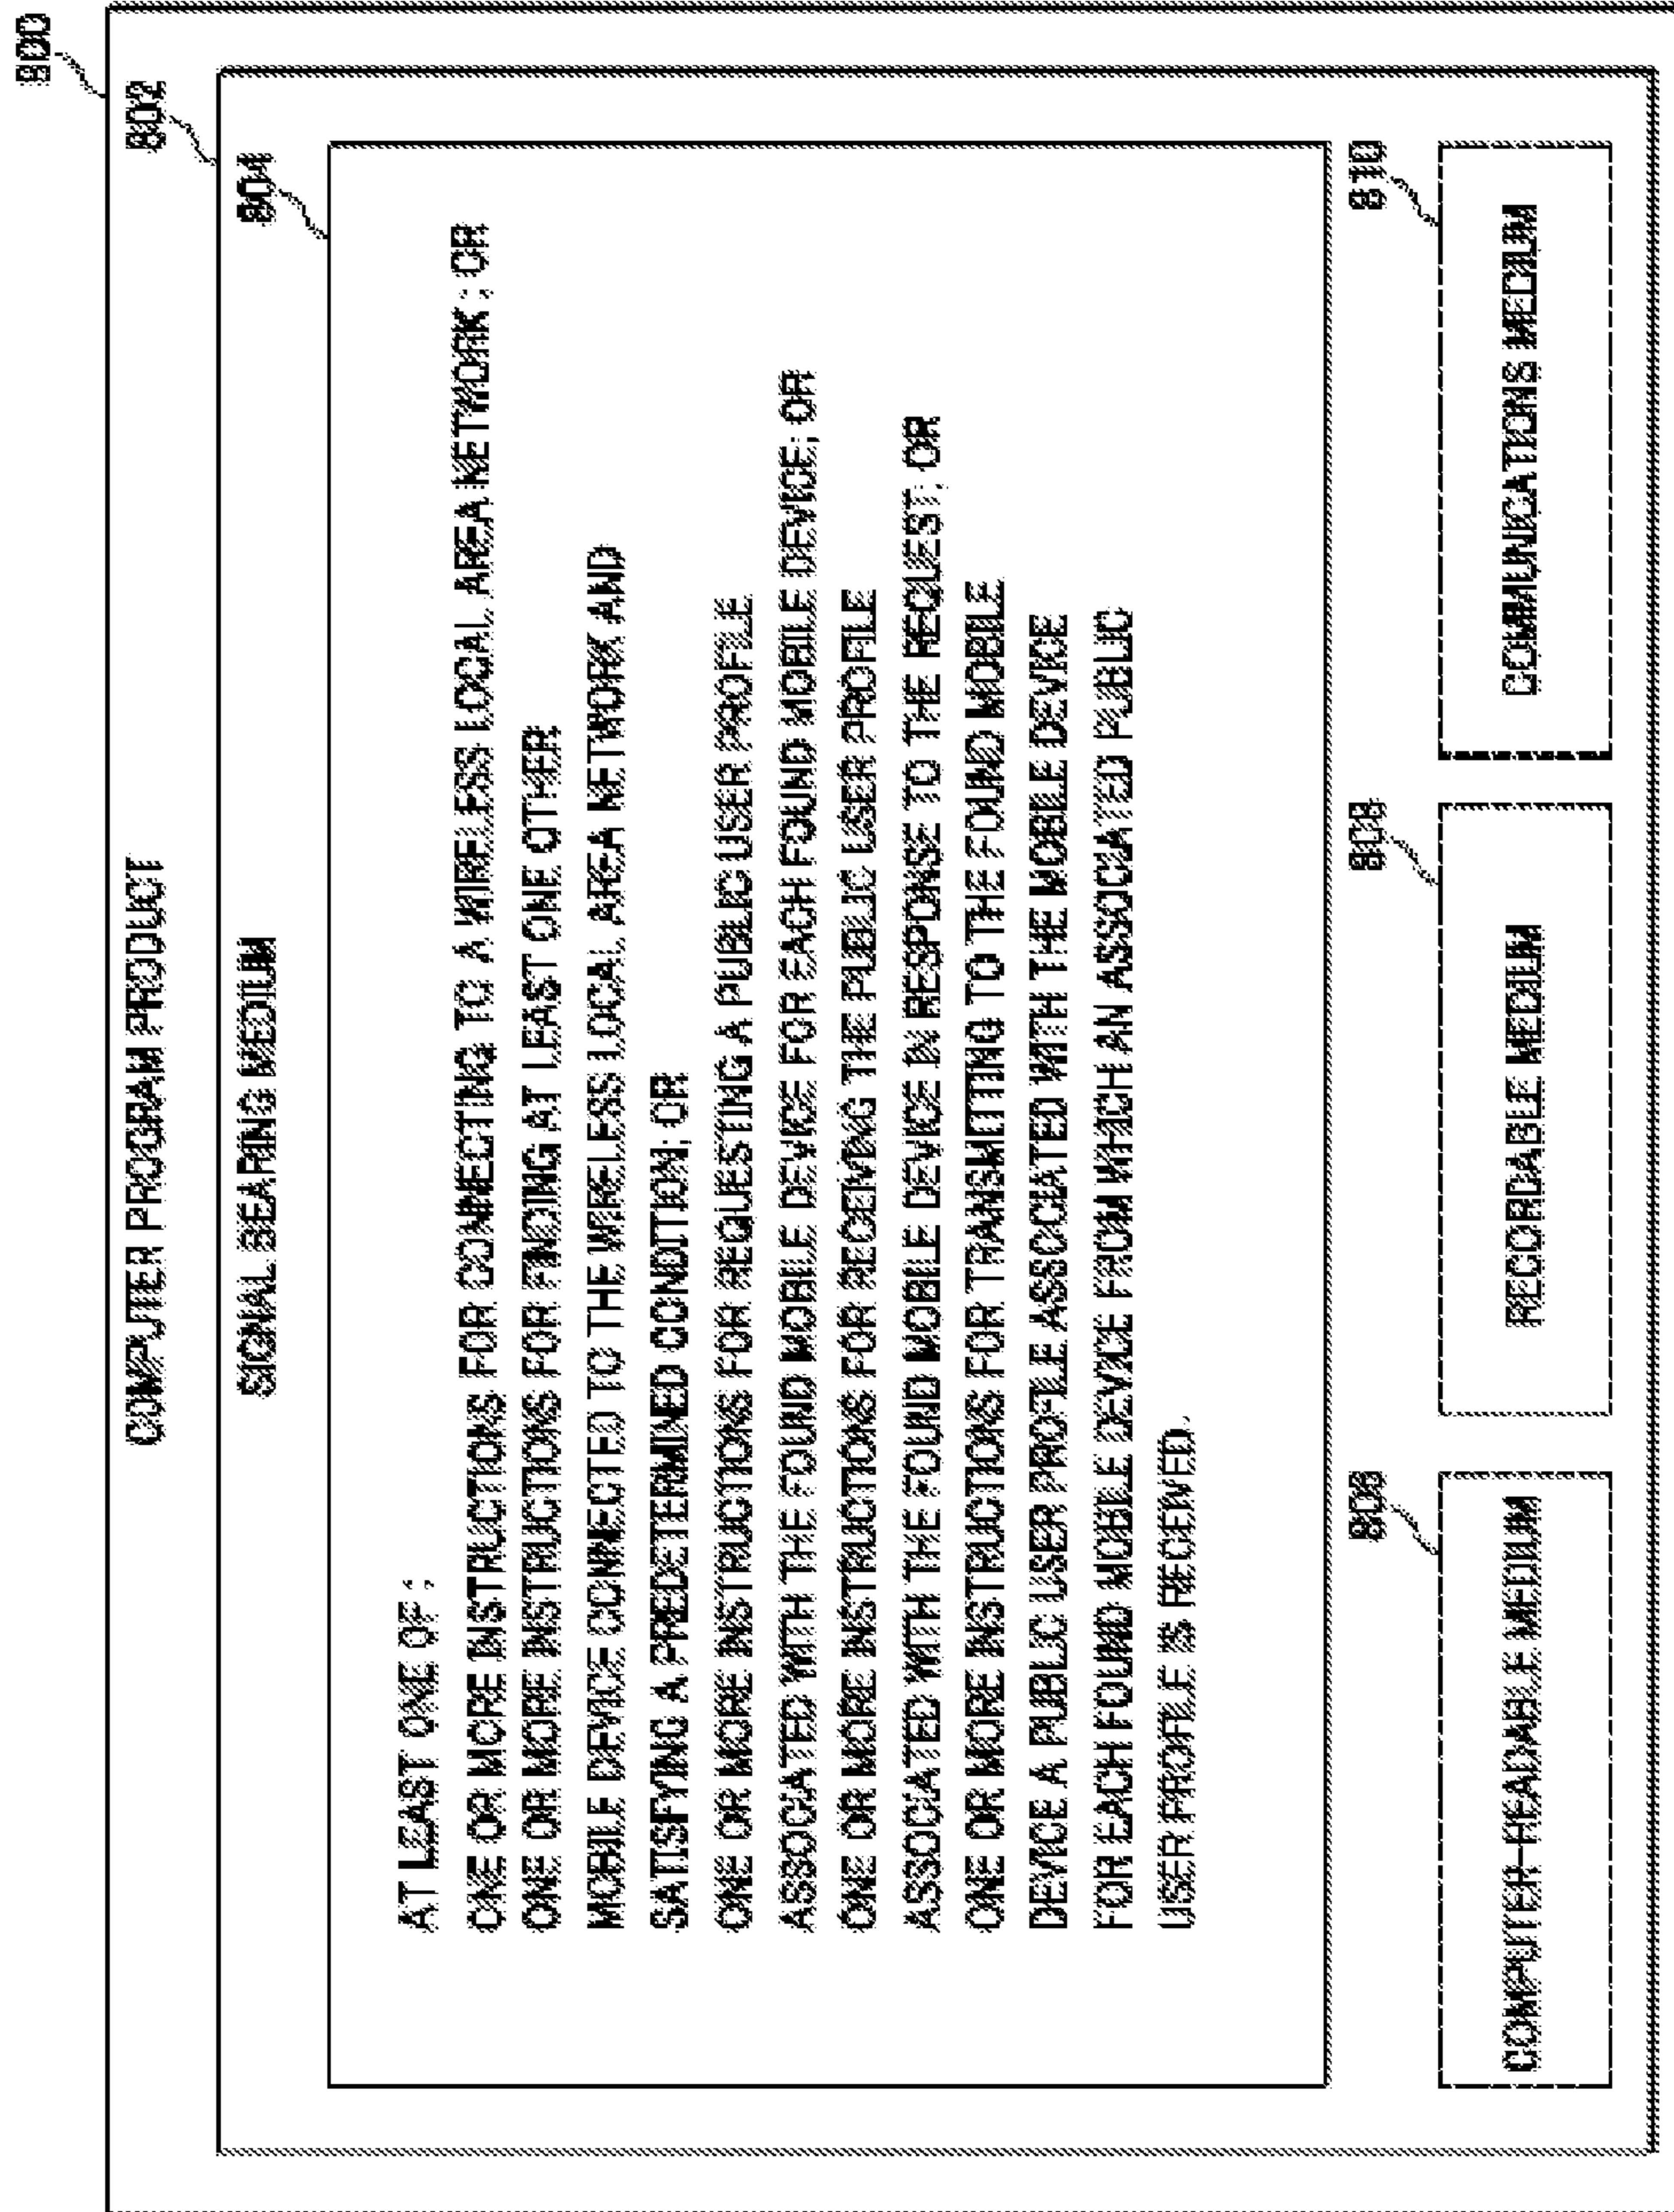 800
COMPUTER PROGRAM PRODUCT
802
SIGNAL BEARING MEDIUM
804
AT LEAST ONE OF ;
ONE OR MORE INSTRUCTIONS FOR CONNECTING TO A WIRELESS LOCAL AREA NETWORK ; OR
ONE OR MORE INSTRUCTIONS FOR FINDING AT LEAST ONE OTHER
MOBILE DEVICE CONNECTED TO THE WIRELESS LOCAL AREA NETWORK AND
SATISFYING A PREDETERMINED CONDITION; OR
ONE OR MORE INSTRUCTIONS FOR REQUESTING A PUBLIC USER PROFILE
ASSOCIATED WITH THE FOUND MOBILE DEVICE FOR EACH FOUND MOBILE DEVICE; OR
ONE OR MORE INSTRUCTIONS FOR RECEIVING THE PUBLIC USER PROFILE
ASSOCIATED WITH THE FOUND MOBILE DEVICE IN RESPONSE TO THE REQUEST; OR
ONE OR MORE INSTRUCTIONS FOR TRANSMITTING TO THE FOUND MOBILE
DEVICE A PUBLIC USER PROFILE ASSOCIATED WITH THE MOBILE DEVICE
FOR EACH FOUND MOBILE DEVICE FROM WHICH AN ASSOCIATED PUBLIC
USER PROFILE IS RECEIVED.
806
COMPUTER-READABLE MEDIUM
808
RECORDABLE MEDIUM
810
COMMUNICATIONS MEDIUM